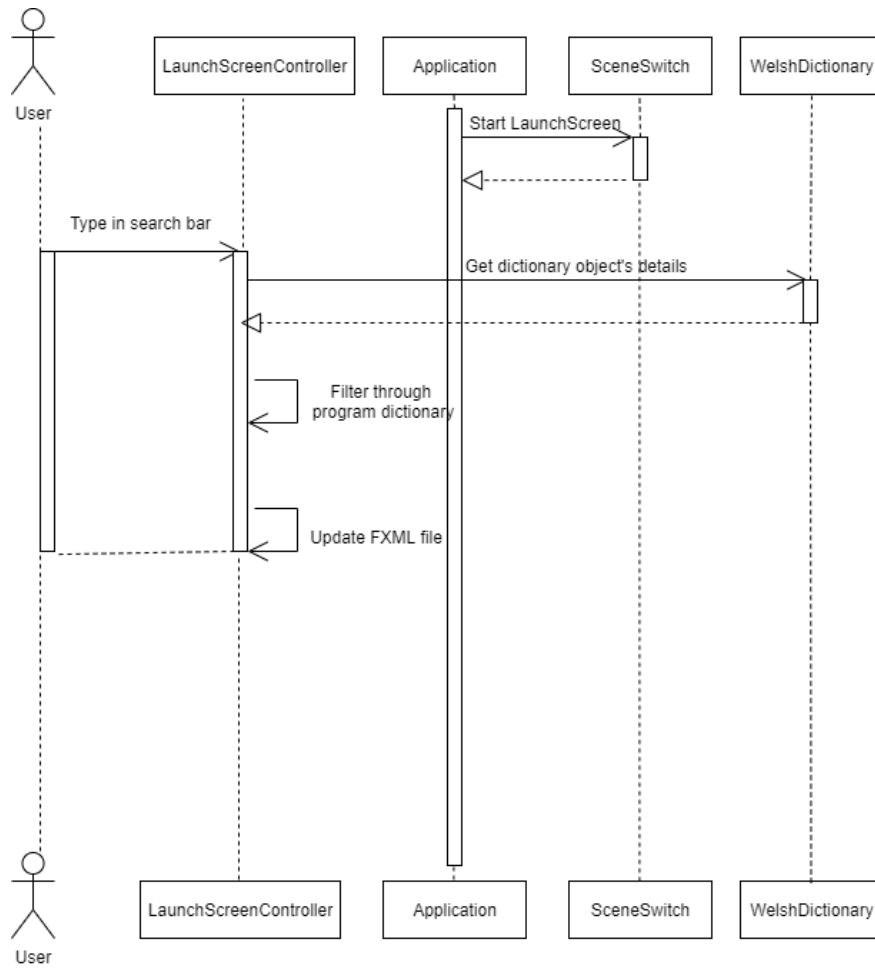 User
LaunchScreenController
Application
SceneSwitch
WelshDictionary
Start LaunchScreen
Type in search bar
Get dictionary object's details
Filter through
program dictionary
Update FXML file
User
LaunchScreenController
Application
SceneSwitch
WelshDictionary